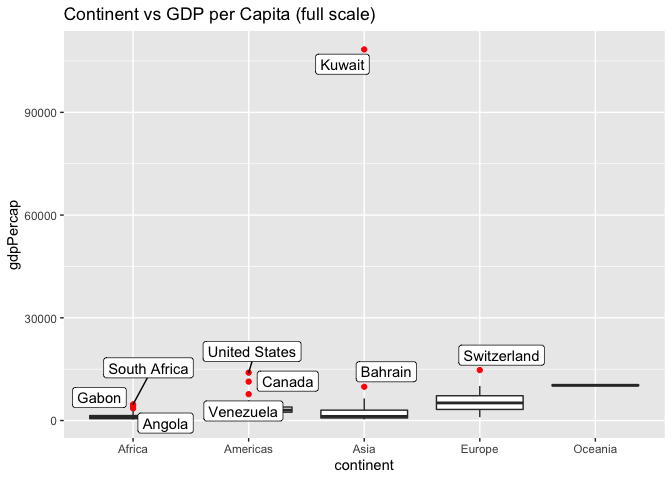 Continent vs GDP per Capita (full scale)
Kuwait
90000
60000
gdpPercap
30000
United States
Switzerland
South Africa
Bahrain
Canada
Gabon
Venezuela
Angola
0
Africa
Americas
Asia
Europe
Oceania
continent